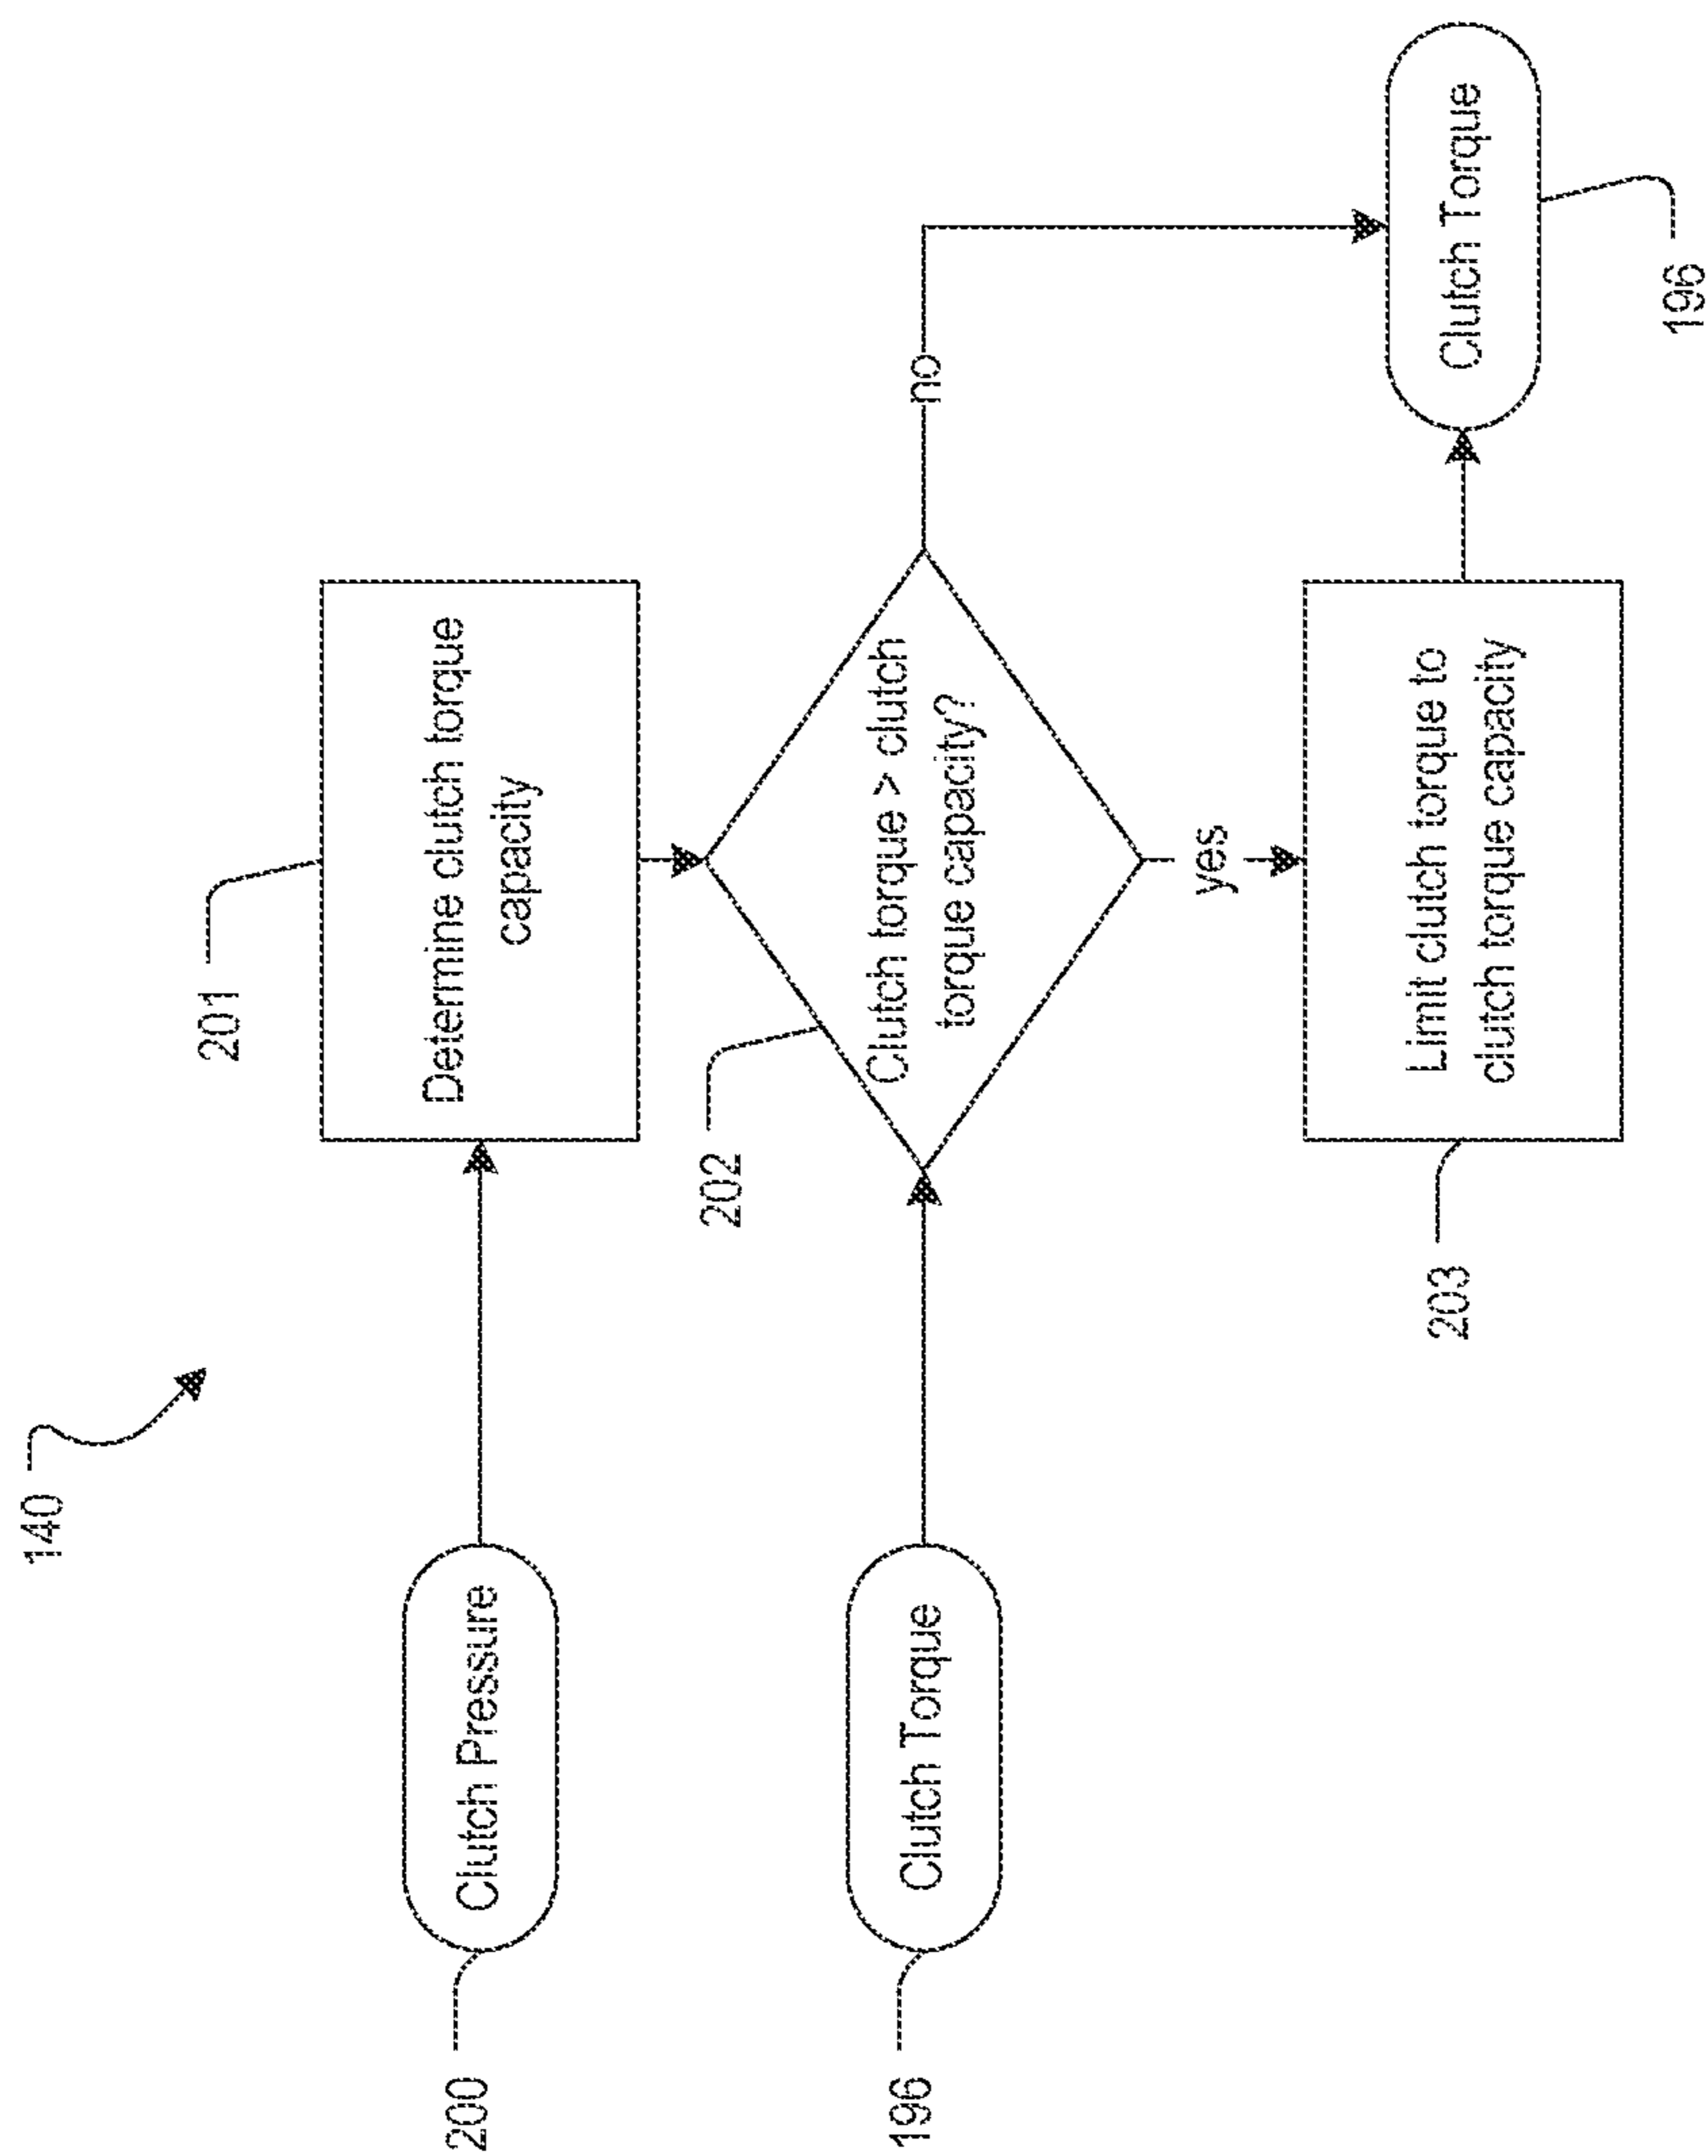 140
201
200
Clutch Pressure
Determine clutch torque
capacity
202
196
Clutch Torque
Clutch torque > clutch
torque capacity?
no
yes
203
Limit clutch torque to
clutch torque capacity
Clutch Torque
196